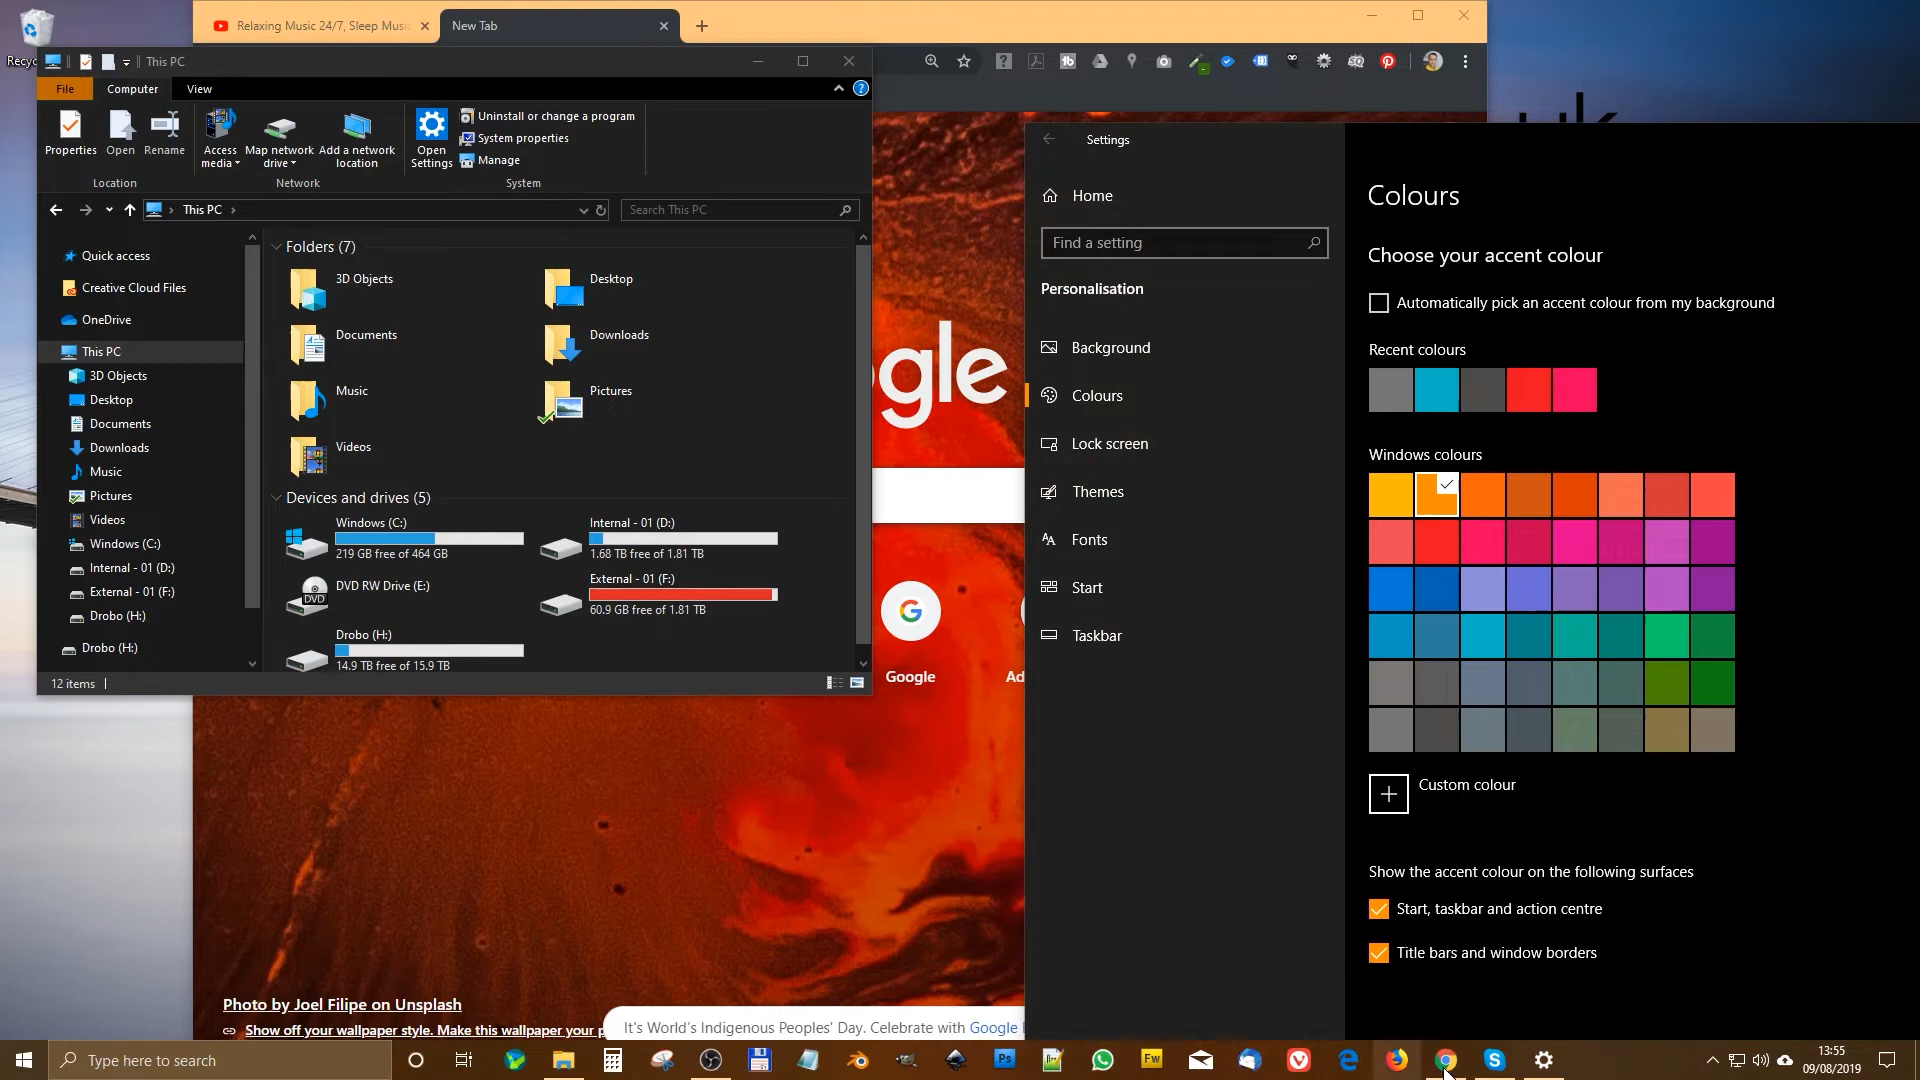 Relaxing Music 24/7, Sleep Musi
New Tab
This PC
File
Computer
View
Properties
Open
Rename
Access media
Map network drive
Add a network location
Open Settings
Uninstall or change a program
System properties
Manage
Location
Network
System
This PC
Search This PC
Quick access
Creative Cloud Files
OneDrive
This PC
3D Objects
Desktop
Documents
Downloads
Music
Pictures
Videos
Windows (C:)
Internal - 01 (D:)
External - 01 (F:)
Drobo (H:)
Drobo (H:)
Folders (7)
3D Objects
Desktop
Documents
Downloads
Music
Pictures
Videos
Devices and drives (5)
Windows (C:)
219 GB free of 464 GB
Internal - 01 (D:)
1.68 TB free of 1.81 TB
DVD RW Drive (E:)
DVD
External - 01 (F:)
60.9 GB free of 1.81 TB
Drobo (H:)
14.9 TB free of 15.9 TB
12 items
gle
Google
Ad
Photo by Joel Filipe on Unsplash
Show off your wallpaper style. Make this wallpaper your p
It's World's Indigenous Peoples' Day. Celebrate with Google E
Settings
Home
Find a setting
Personalisation
Background
Colours
Lock screen
Themes
Fonts
Start
Taskbar
Colours
Choose your accent colour
Automatically pick an accent colour from my background
Recent colours
Windows colours
Custom colour
Show the accent colour on the following surfaces
Start, taskbar and action centre
Title bars and window borders
Type here to search
Ps
Fw
13:55
09/08/2019